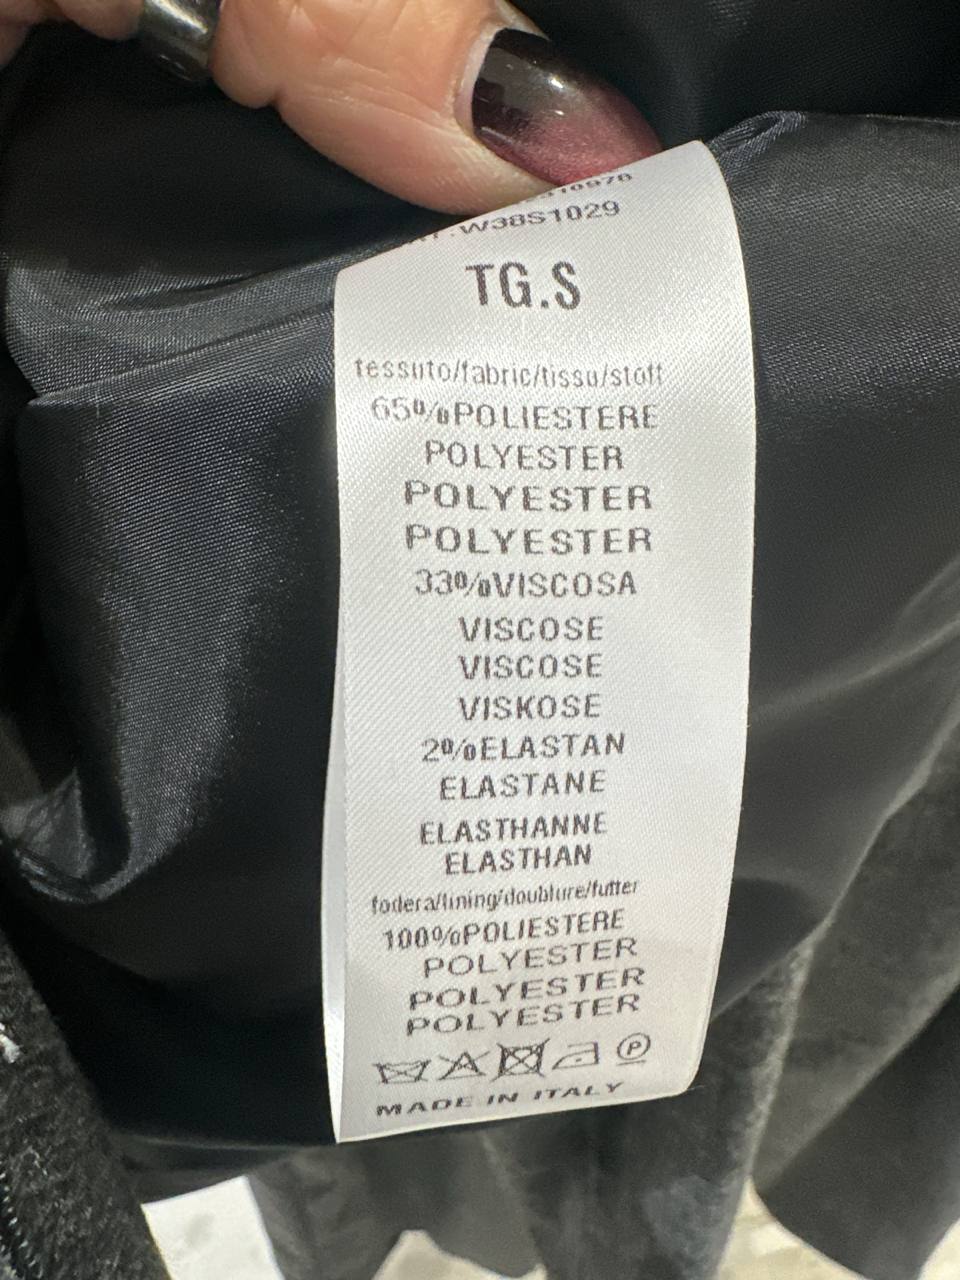 W38S1029
TG.S
tessuto/fabric/tissu/stoff
65%POLIESTERE
POLYESTER
POLYESTER
POLYESTER
33%VISCOSA
VISCOSE
VISCOSE
VISKOSE
2%ELASTAN
ELASTANE
ELASTHANNE
ELASTHAN
fodera/lining/doublure/futter
100%POLIESTERE
POLYESTER
POLYESTER
POLYESTER
P
MADE IN ITALY